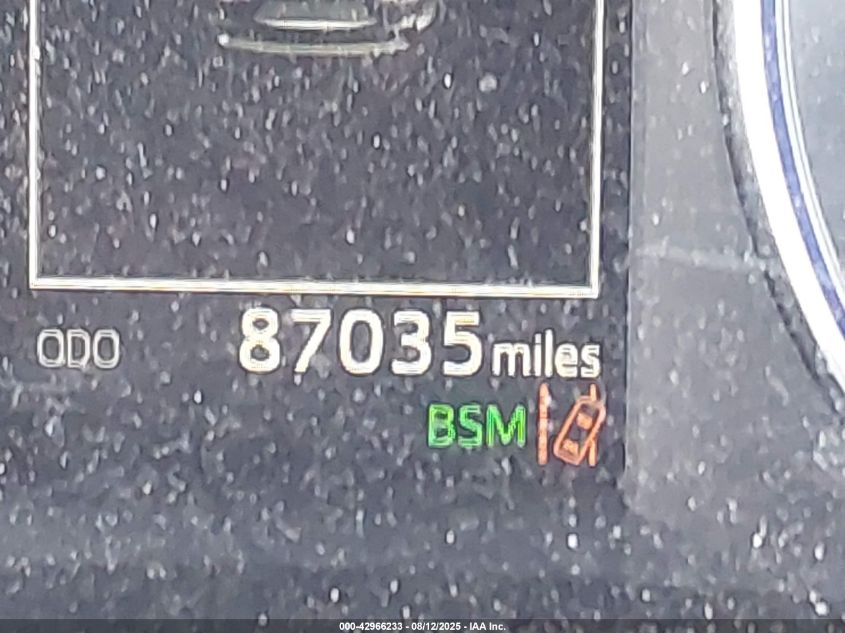 ODO 87035 miles
BSM
000-42966233 - 08/12/2025 - IAA Inc.